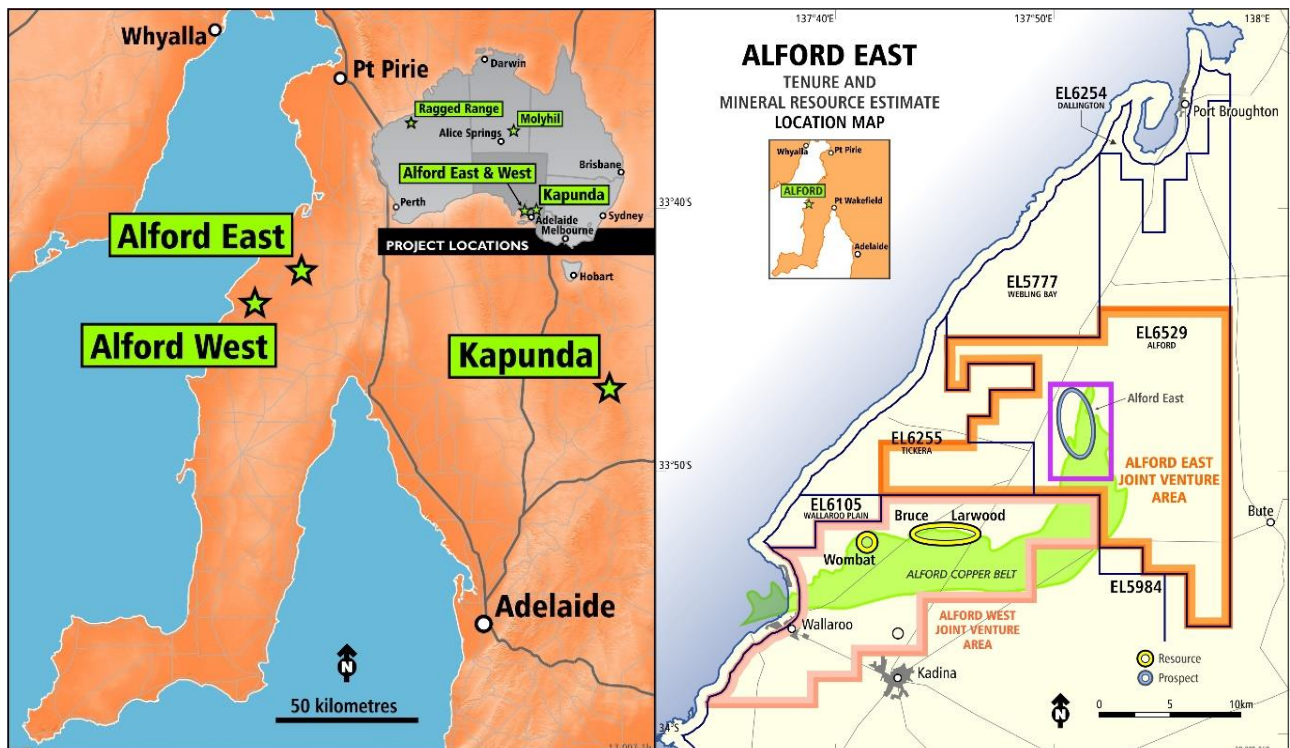 Whyalla
Pt Pirie
Darwin
Ragged Range
Molyhil
Alice Springs
Alford East & West
Kapunda
Brisbane
Perth
Adelaide
Sydney
Melbourne
PROJECT LOCATIONS
Hobart
Alford East
Alford West
Kapunda
Adelaide
N
50 kilometres
137°40'E
137°50'E
138°E
ALFORD EAST
TENURE AND
MINERAL RESOURCE ESTIMATE
LOCATION MAP
Whyalla
Pt Pirie
ALFORD
Pt Wakefield
Adelaide
EL6254
DALLINGTON
Port Broughton
33°40'S
EL5777
WEBLING BAY
EL6529
ALFORD
Alford East
EL6255
TICKERA
33°50'S
ALFORD EAST
JOINT VENTURE
AREA
EL6105
WALLAROO PLAIN
Bruce
Larwood
Bute
Wombat
ALFORD COPPER BELT
EL5984
ALFORD WEST
JOINT VENTURE
AREA
Wallaroo
Kadina
Resource
Prospect
N
0
5
10km
34°S